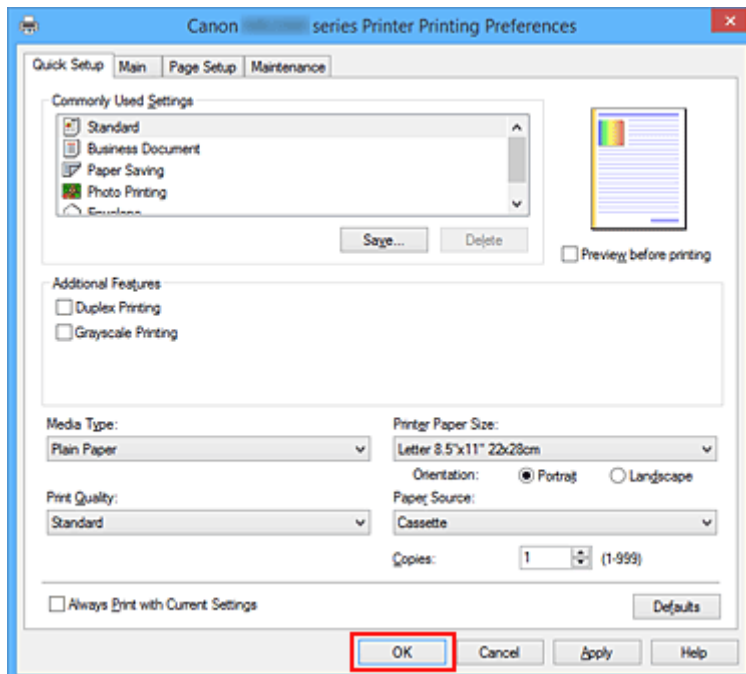 Canon series Printer Printing Preferences
Quick Setup Main Page Setup Maintenance
Commonly Used Settings
Standard
Business Document
Paper Saving
Photo Printing
Envelope
Save... Delete
Preview before printing
Additional Features
Duplex Printing
Grayscale Printing
Media Type: Printer Paper Size:
Plain Paper Letter 8.5"x11" 22x28cm
Orientation: Portrait Landscape
Print Quality: Paper Source:
Standard Cassette
Copies: 1 (1-999)
Always Print with Current Settings Defaults
OK Cancel Apply Help